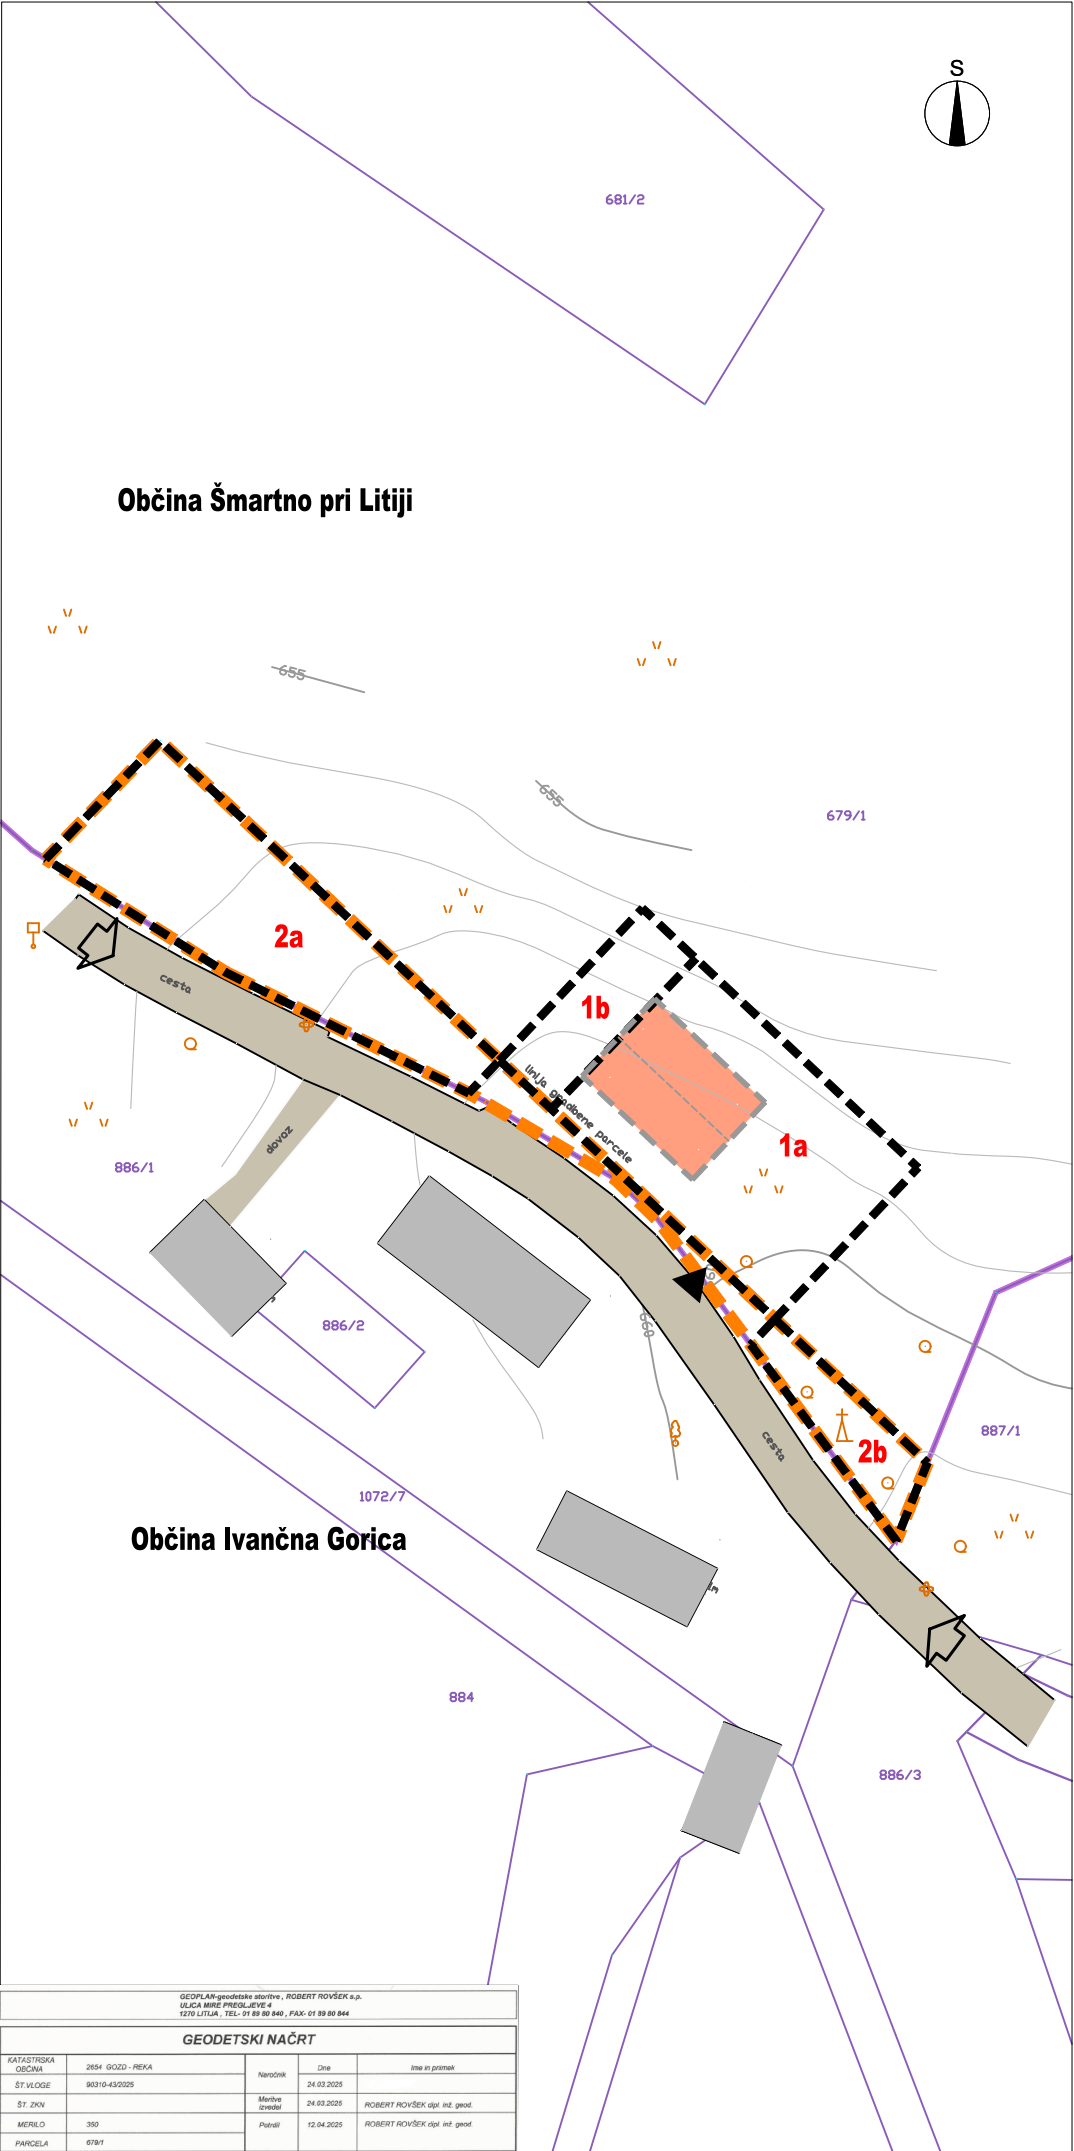 S
681/2
Občina Šmartno pri Litiji
655
655
679/1
2a
1b
cesta
linija gradbene parcele
1a
dovoz
886/1
886/2
660
cesta
2b
887/1
1072/7
Občina Ivančna Gorica
884
886/3
GEOPLAN-geodetske storitve , ROBERT ROVŠEK s.p.
ULICA MIRE PREGLJEVE 4
1270 LITIJA , TEL- 01 89 80 840 , FAX- 01 89 80 844
GEODETSKI NAČRT
KATASTRSKA OBČINA 2654 GOZD - REKA Naročnik Dne Ime in priimek
ŠT.VLOGE 90310-43/2025 24.03.2025
ŠT. ZKN Meritve izvedel 24.03.2025 ROBERT ROVŠEK dipl. inž. geod.
MERILO 350 Potrdil 12.04.2025 ROBERT ROVŠEK dipl. inž. geod.
PARCELA 679/1